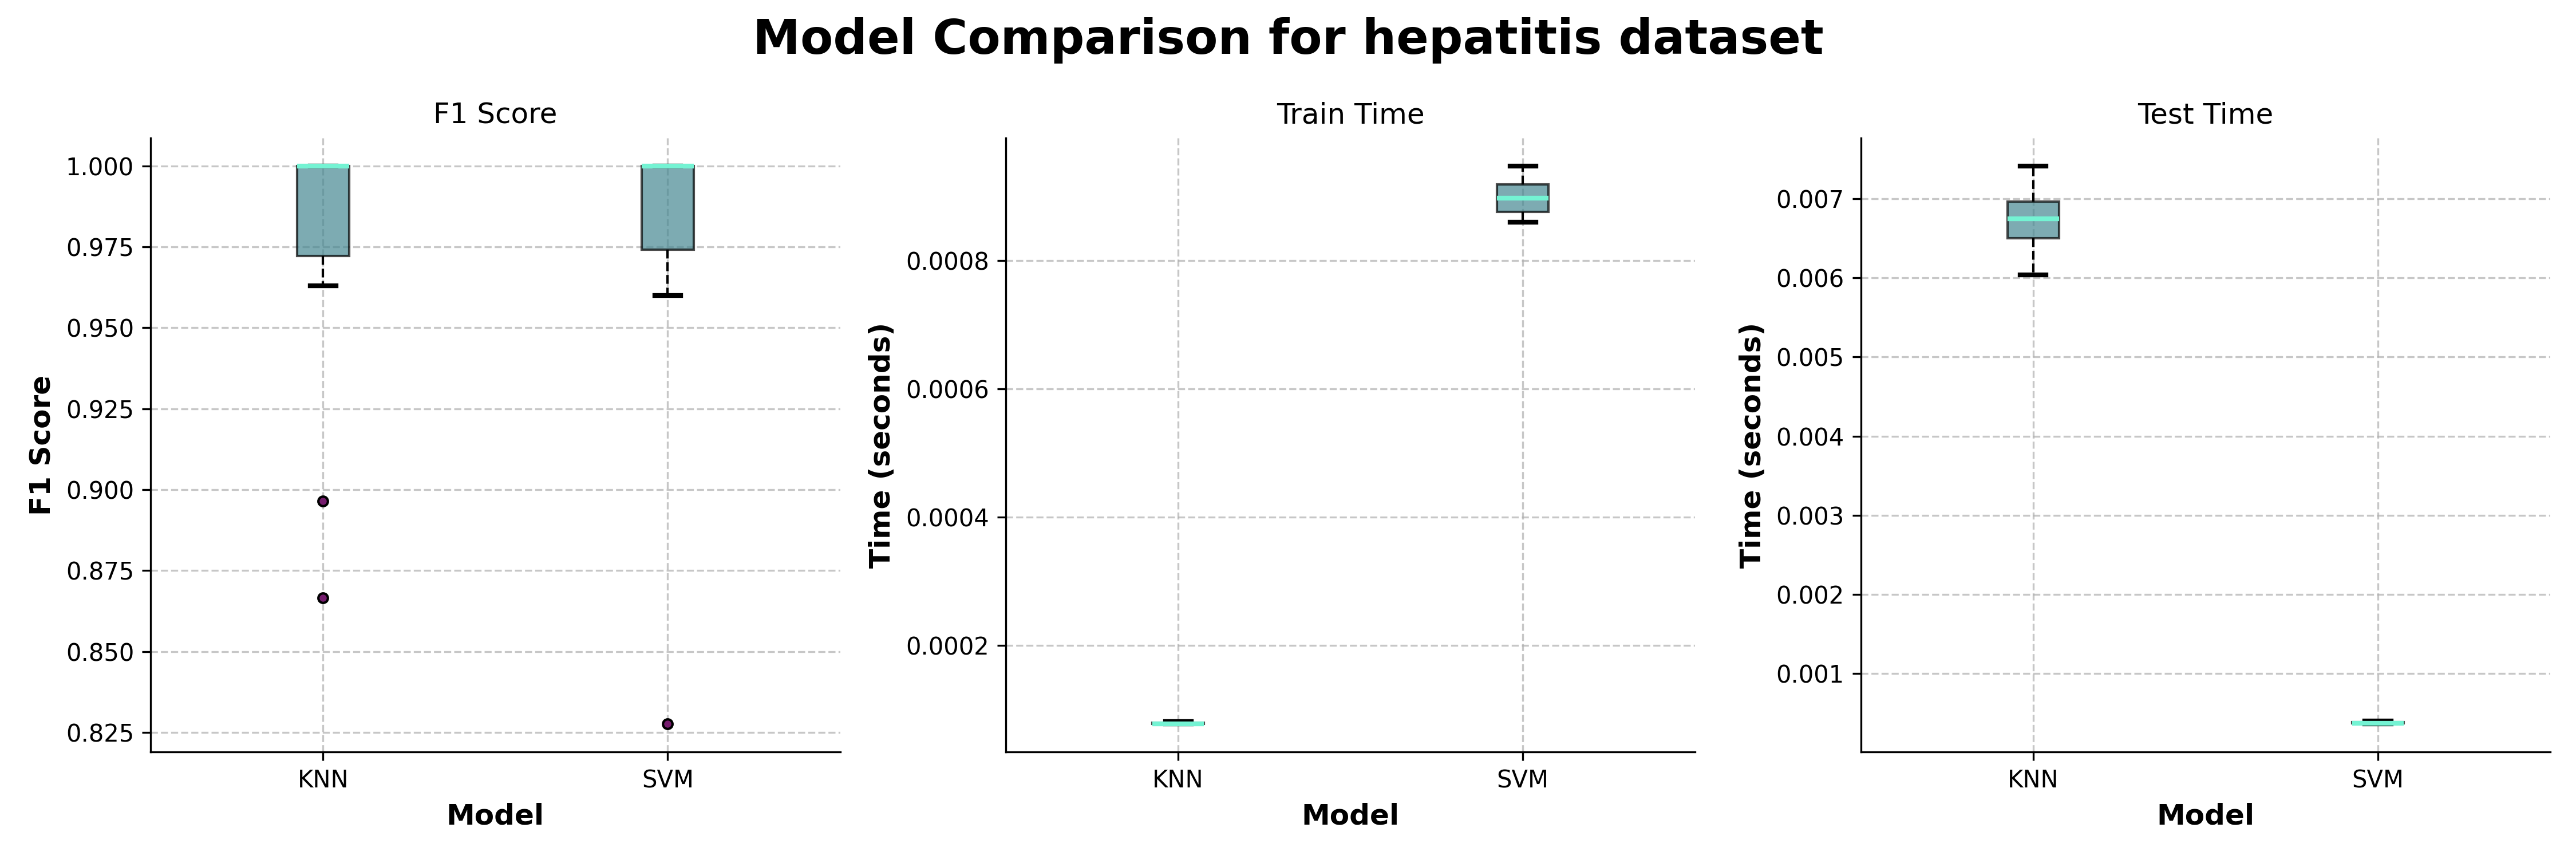 Model Comparison for hepatitis dataset
F1 Score
1.000
0.975
0.950
0.925
0.900
0.875
0.850
0.825
F1 Score
KNN
SVM
Model
Train Time
0.0008
0.0006
0.0004
0.0002
Time (seconds)
KNN
SVM
Model
Test Time
0.007
0.006
0.005
0.004
0.003
0.002
0.001
Time (seconds)
KNN
SVM
Model